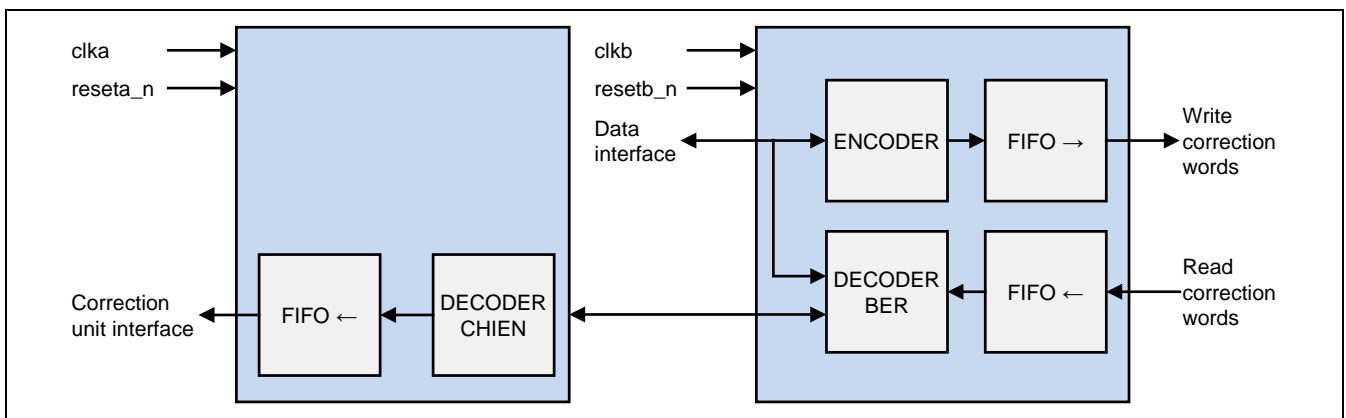 clka
reseta_n
clkb
resetb_n
Data
interface
ENCODER
FIFO →
Write
correction
words
Correction
unit interface
FIFO ←
DECODER
CHIEN
DECODER
BER
FIFO ←
Read
correction
words